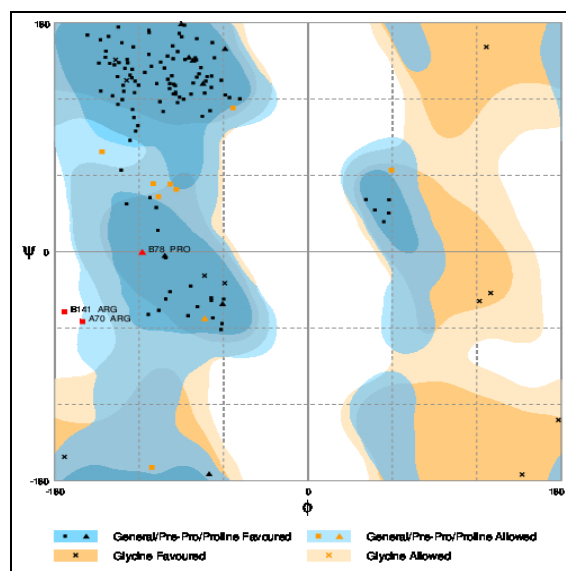 180
B78 PRO
Ψ 0
B141 ARG
A70 ARG
-180
-180 0 180
Φ
General/Pre-Pro/Proline Favoured General/Pre-Pro/Proline Allowed
Glycine Favoured Glycine Allowed